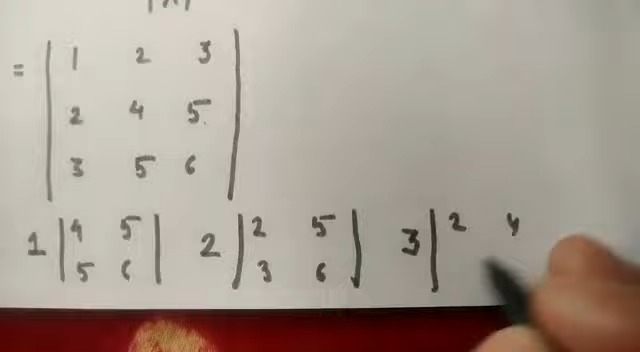 = | 1 2 3 |
| 2 4 5 |
| 3 5 6 |
1 | 4 5 | 2 | 2 5 | 3 | 2 4
| 5 6 | | 3 6 | |